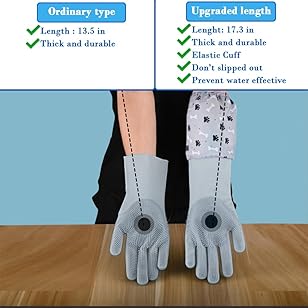 Ordinary type
Length : 13.5 in
Thick and durable
Upgraded length
Lenght: 17.3 in
Thick and durable
Elastic Cuff
Don't slipped out
Prevent water effective